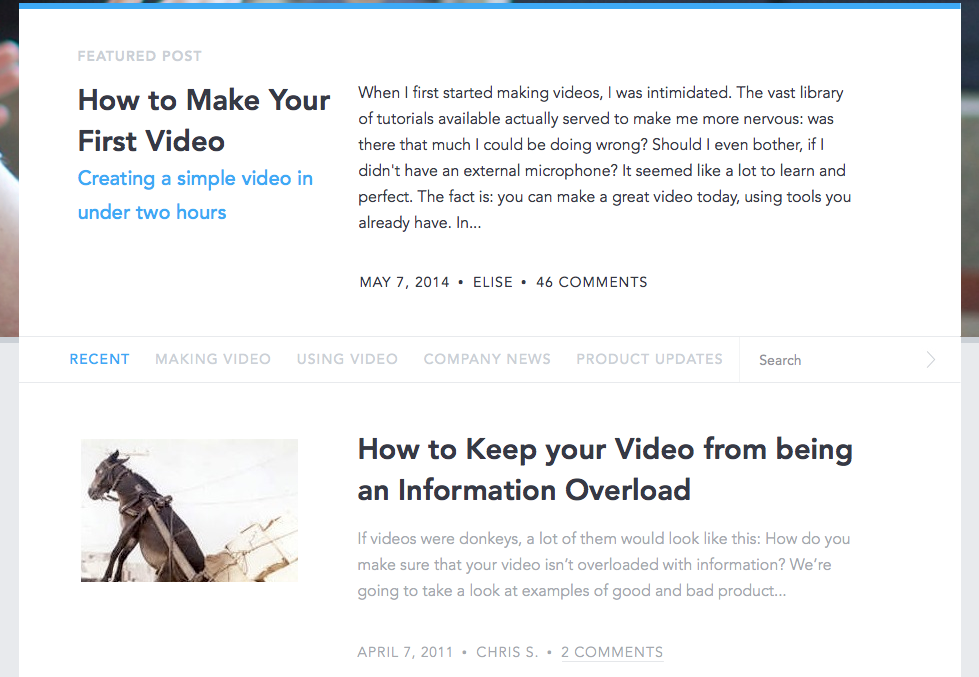 FEATURED POST
How to Make Your
First Video
Creating a simple video in
under two hours
When I first started making videos, I was intimidated. The vast library
of tutorials available actually served to make me more nervous: was
there that much I could be doing wrong? Should I even bother, if I
didn't have an external microphone? It seemed like a lot to learn and
perfect. The fact is: you can make a great video today, using tools you
already have. In...
MAY 7, 2014 • ELISE • 46 COMMENTS
RECENT MAKING VIDEO USING VIDEO COMPANY NEWS PRODUCT UPDATES Search
How to Keep your Video from being
an Information Overload
If videos were donkeys, a lot of them would look like this: How do you
make sure that your video isn’t overloaded with information? We’re
going to take a look at examples of good and bad product...
APRIL 7, 2011 • CHRIS S. • 2 COMMENTS